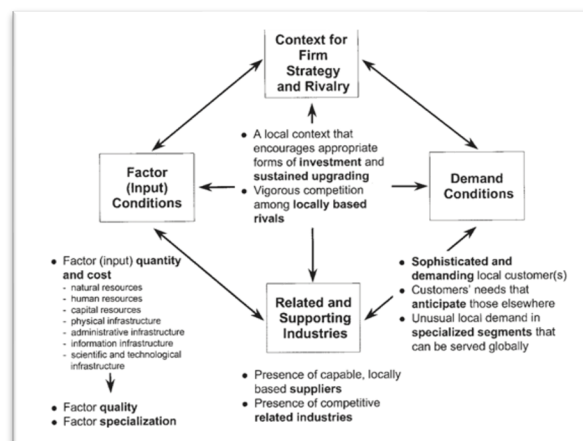 Context for
Firm
Strategy
and Rivalry
• A local context that
encourages appropriate
forms of investment and
sustained upgrading
• Vigorous competition
among locally based
rivals
Factor
(Input)
Conditions
Demand
Conditions
• Factor (input) quantity
and cost
- natural resources
- human resources
- capital resources
- physical infrastructure
- administrative infrastructure
- information infrastructure
- scientific and technological
infrastructure
• Factor quality
• Factor specialization
Related and
Supporting
Industries
• Presence of capable, locally
based suppliers
• Presence of competitive
related industries
• Sophisticated and
demanding local customer(s)
• Customers' needs that
anticipate those elsewhere
• Unusual local demand in
specialized segments that
can be served globally